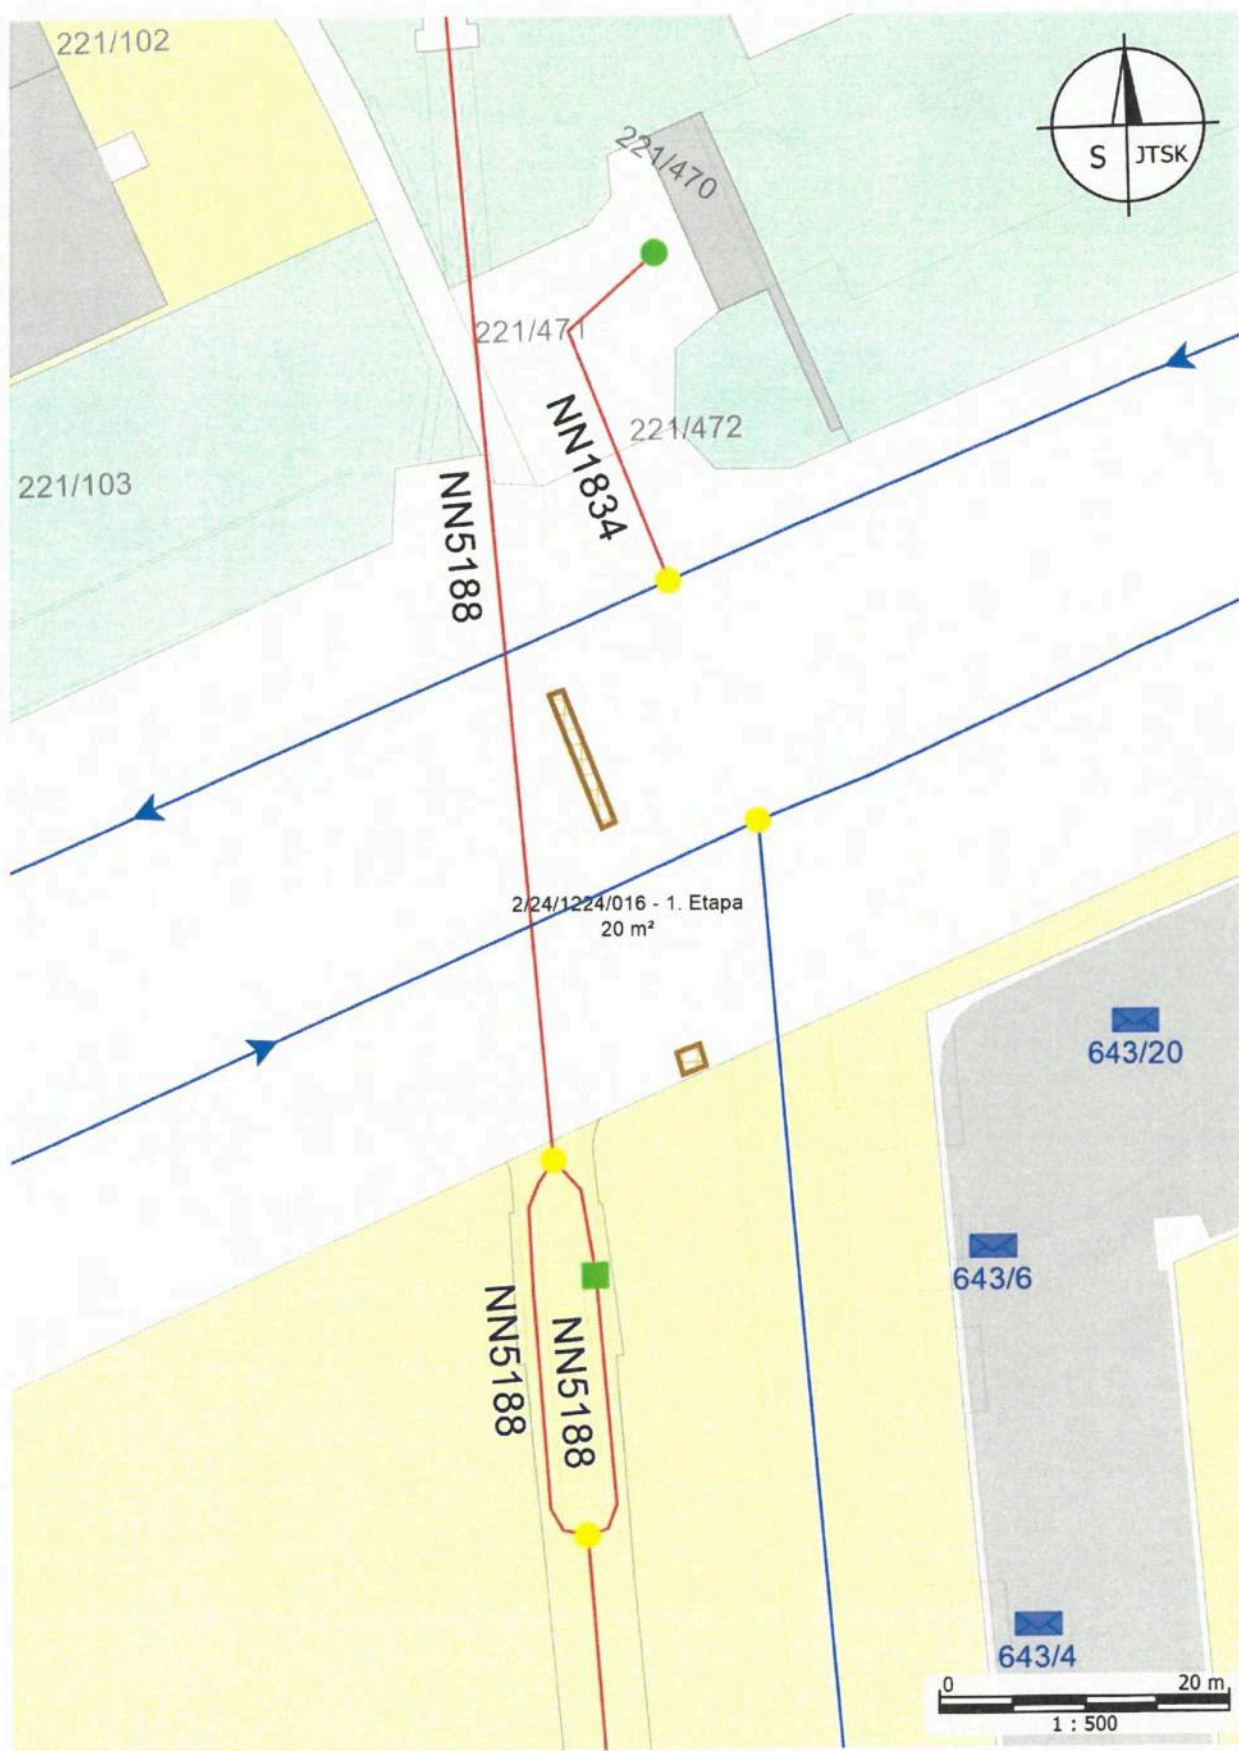 221/102
221/470
S JTSK
221/471
221/472
NN1834
221/103
NN5188
2/24/1224/016 - 1. Etapa
20 m²
643/20
643/6
NN5188
NN5188
643/4
0 20 m
1 : 500